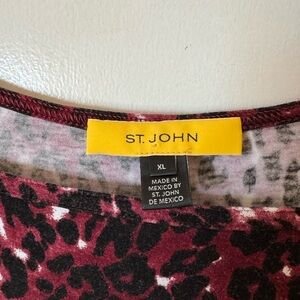 ST. JOHN
XL
MADE IN
MEXICO BY
ST. JOHN
DE MEXICO